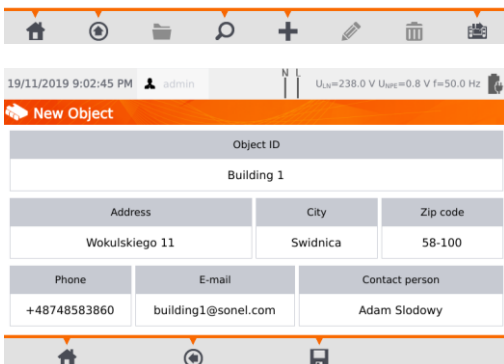 19/11/2019 9:02:45 PM admin N L U_LN=238.0 V U_NPE=0.8 V f=50.0 Hz
New Object
Object ID
Building 1
Address City Zip code
Wokulskiego 11 Swidnica 58-100
Phone E-mail Contact person
+48748583860 building1@sonel.com Adam Slodowy